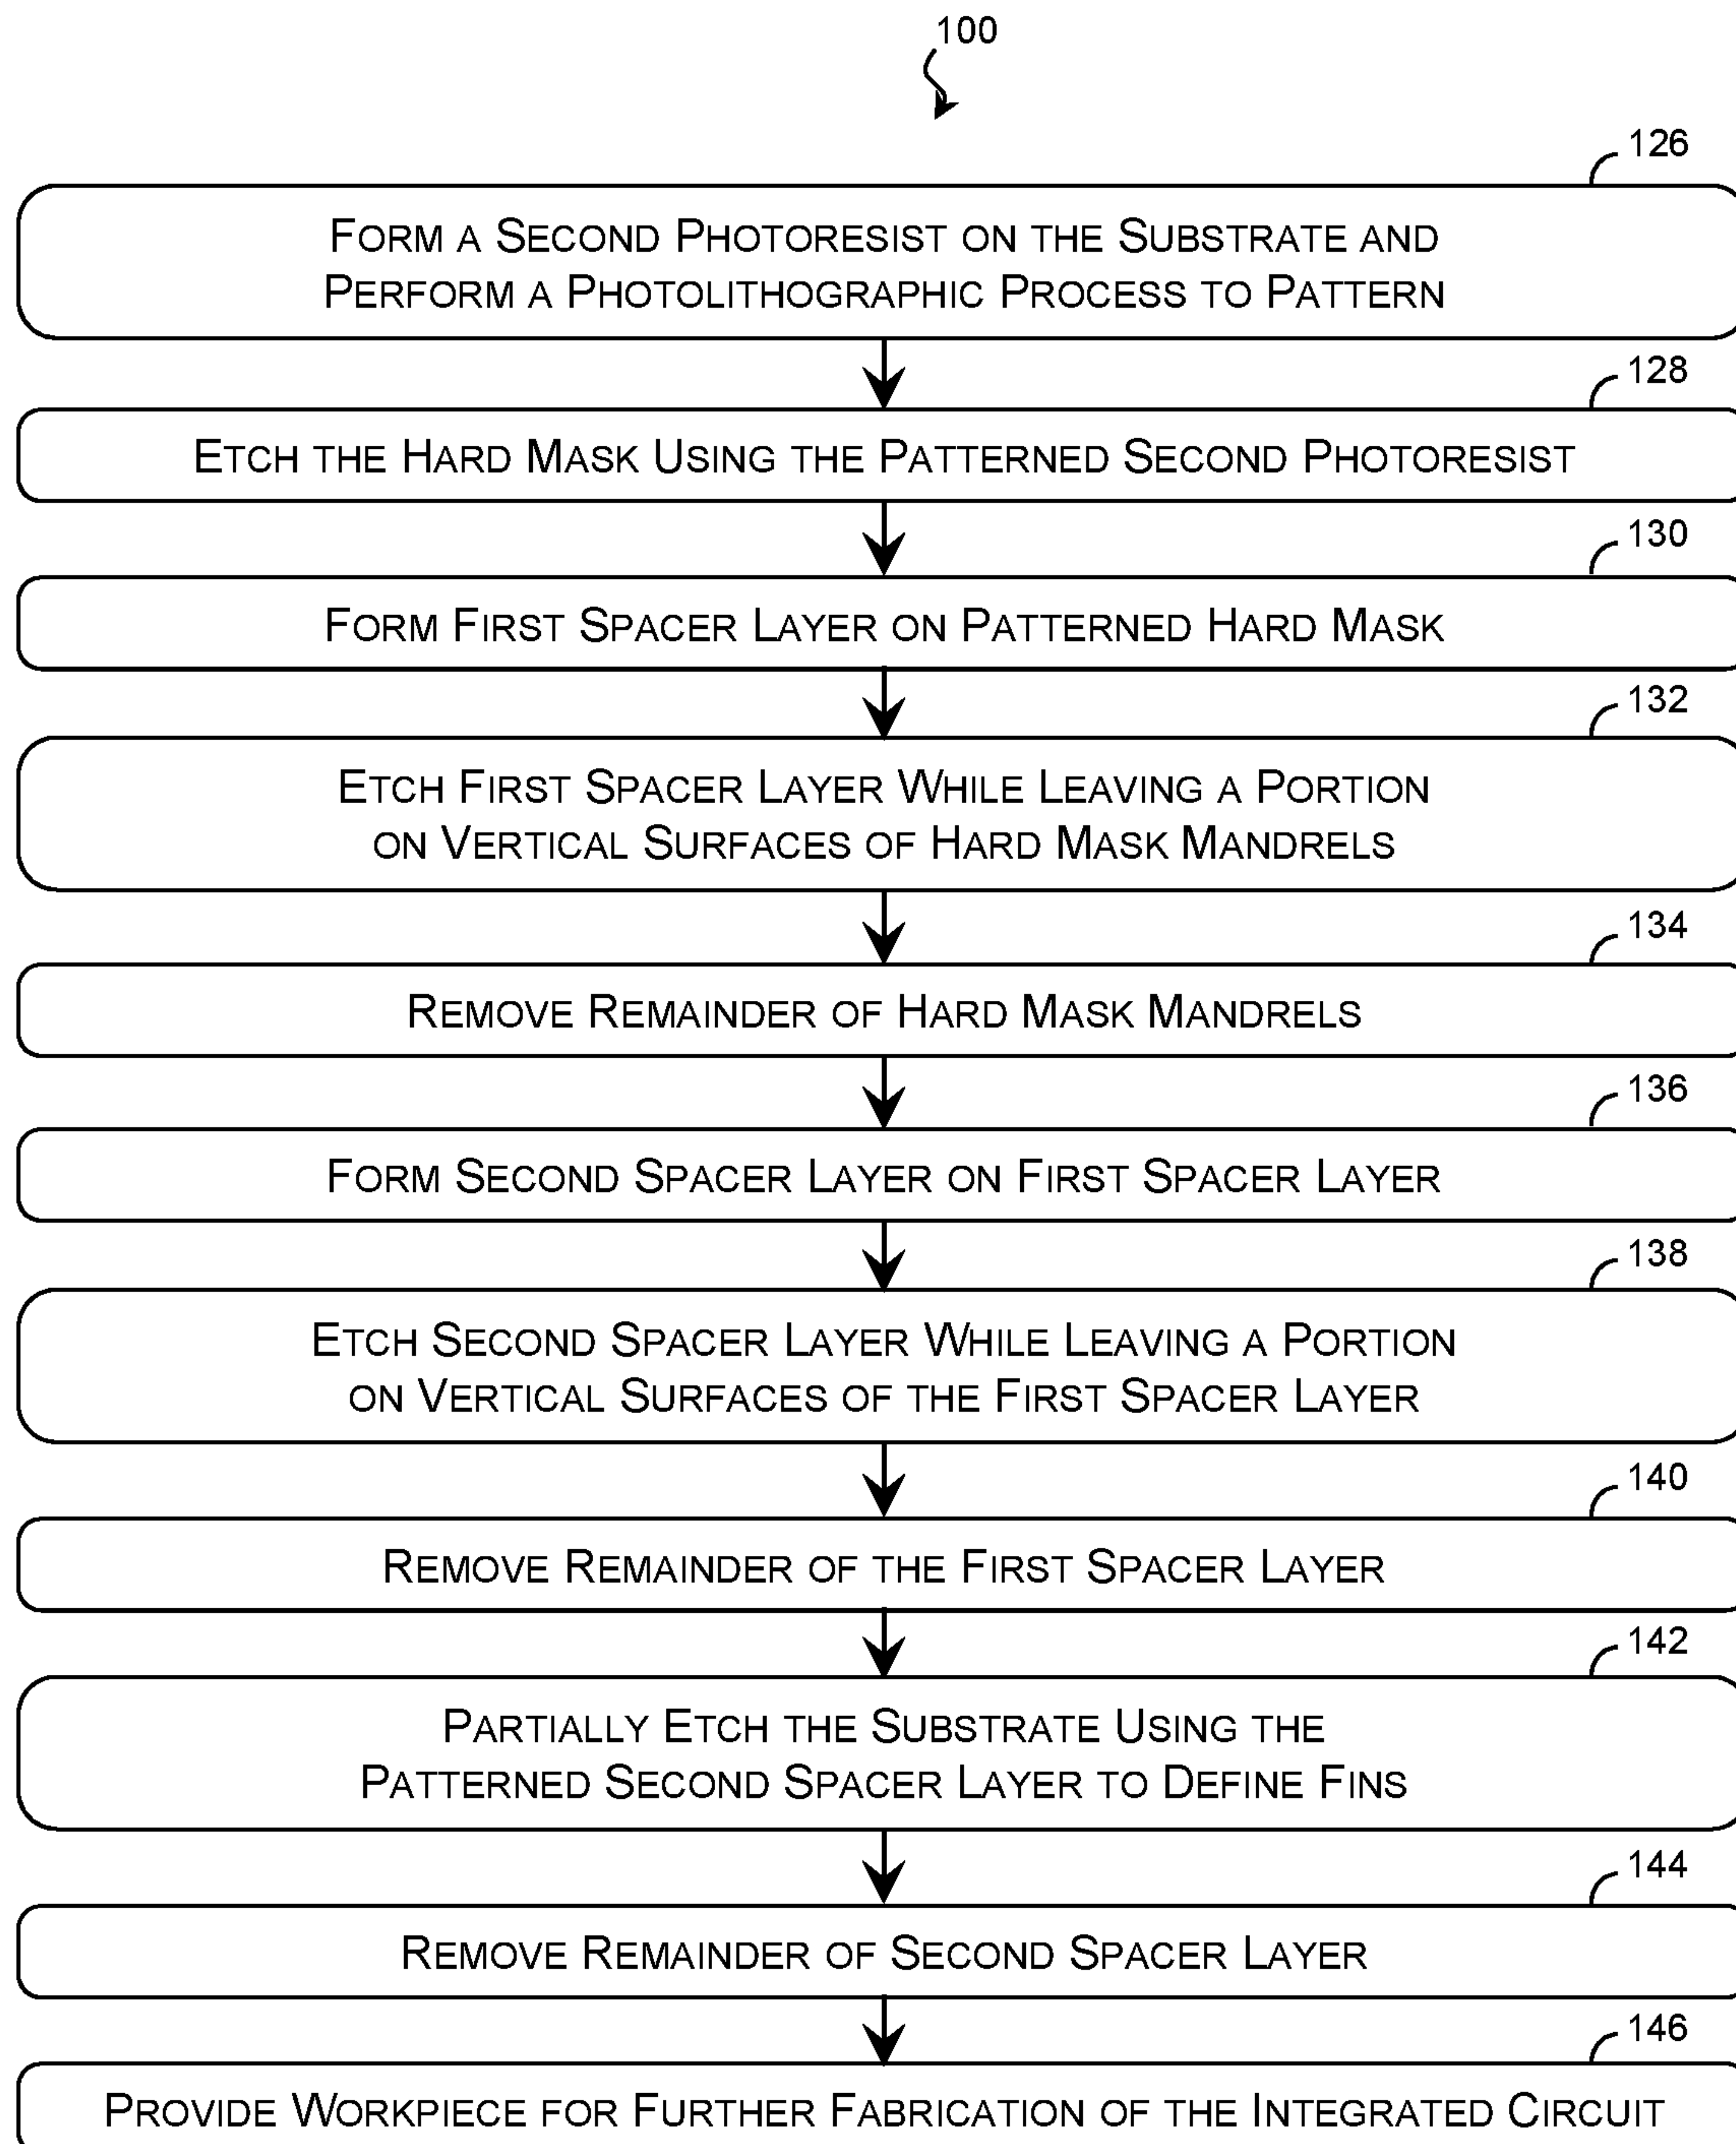 100
126
FORM A SECOND PHOTORESIST ON THE SUBSTRATE AND
PERFORM A PHOTOLITHOGRAPHIC PROCESS TO PATTERN
128
ETCH THE HARD MASK USING THE PATTERNED SECOND PHOTORESIST
130
FORM FIRST SPACER LAYER ON PATTERNED HARD MASK
132
ETCH FIRST SPACER LAYER WHILE LEAVING A PORTION
ON VERTICAL SURFACES OF HARD MASK MANDRELS
134
REMOVE REMAINDER OF HARD MASK MANDRELS
136
FORM SECOND SPACER LAYER ON FIRST SPACER LAYER
138
ETCH SECOND SPACER LAYER WHILE LEAVING A PORTION
ON VERTICAL SURFACES OF THE FIRST SPACER LAYER
140
REMOVE REMAINDER OF THE FIRST SPACER LAYER
142
PARTIALLY ETCH THE SUBSTRATE USING THE
PATTERNED SECOND SPACER LAYER TO DEFINE FINS
144
REMOVE REMAINDER OF SECOND SPACER LAYER
146
PROVIDE WORKPIECE FOR FURTHER FABRICATION OF THE INTEGRATED CIRCUIT